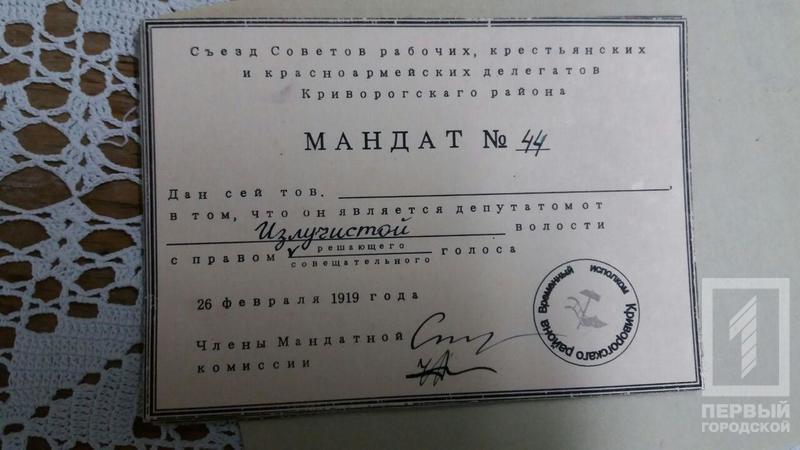 Съезд Советов рабочих, крестьянских
и красноармейских делегатов
Криворогскаго района
МАНДАТ № 44
Дан сей тов.
в том, что он является депутатом от
Излучистой волости
с правом решающего голоса
совещательного
26 февраля 1919 года
Члены Мандатной
комиссии
Временный исполком Криворогскаго района
1
ПЕРВЫЙ
ГОРОДСКОЙ